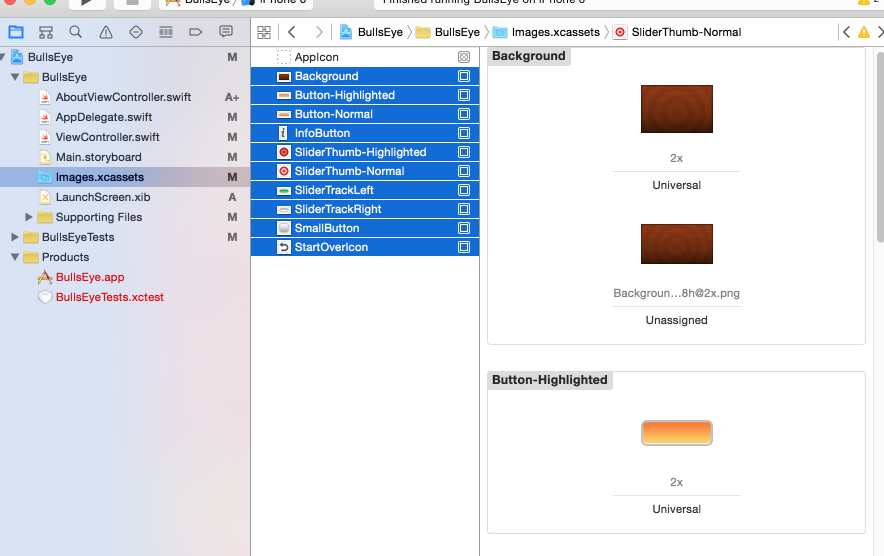 BullsEye iPhone 6
Finished running BullsEye on iPhone 6
2
BullsEye BullsEye Images.xcassets SliderThumb-Normal
BullsEye M
BullsEye M
AboutViewController.swift A+
AppDelegate.swift M
ViewController.swift M
Main.storyboard M
Images.xcassets M
LaunchScreen.xib A
Supporting Files M
BullsEyeTests M
Products
BullsEye.app
BullsEyeTests.xctest
AppIcon
Background
Button-Highlighted
Button-Normal
InfoButton
SliderThumb-Highlighted
SliderThumb-Normal
SliderTrackLeft
SliderTrackRight
SmallButton
StartOverIcon
Background
2x
Universal
Backgroun...8h@2x.png
Unassigned
Button-Highlighted
2x
Universal